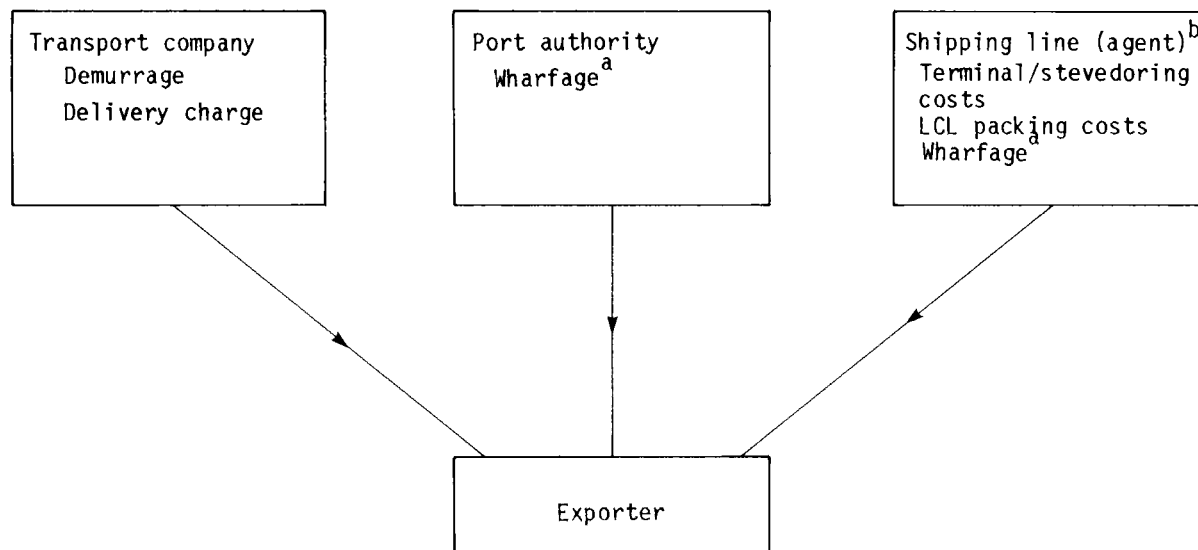 Transport company
Demurrage
Delivery charge
Port authority
Wharfage a
Shipping line (agent) b
Terminal/stevedoring
costs
LCL packing costs
Wharfage a
Exporter